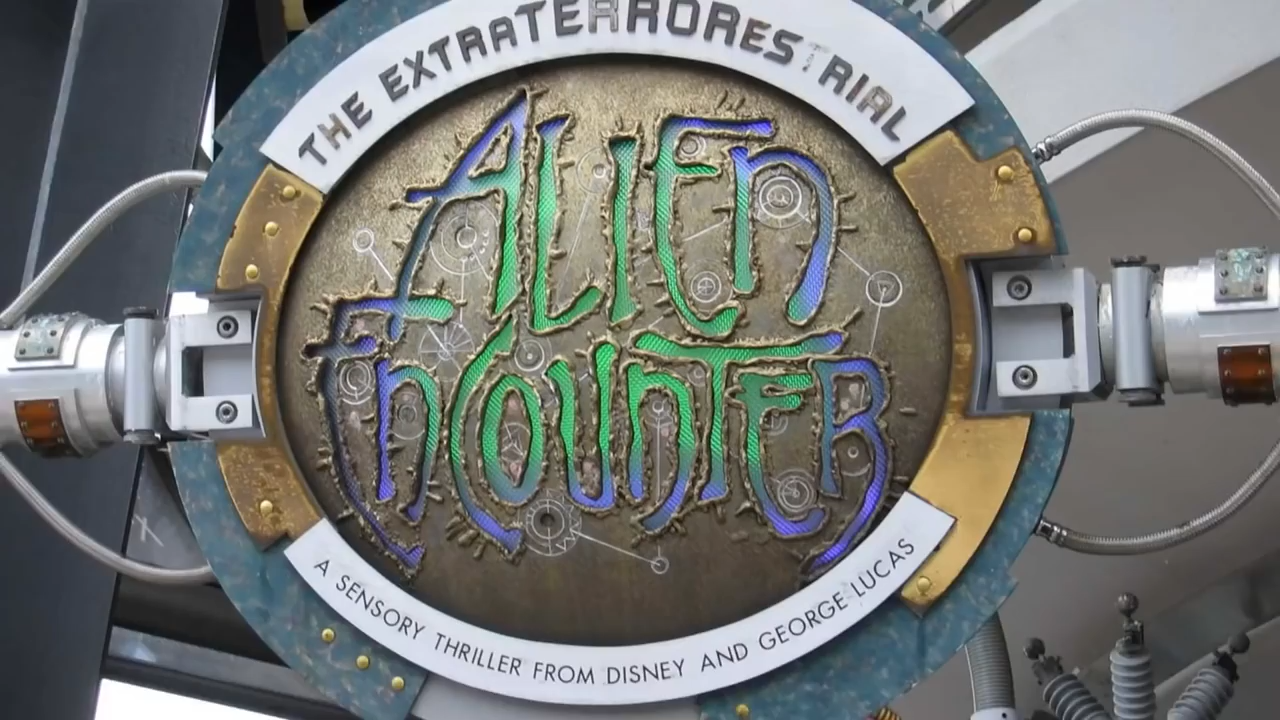 THE EXTRATERRORESTRIAL
ALIEN
ENCOUNTER
A SENSORY THRILLER FROM DISNEY AND GEORGE LUCAS